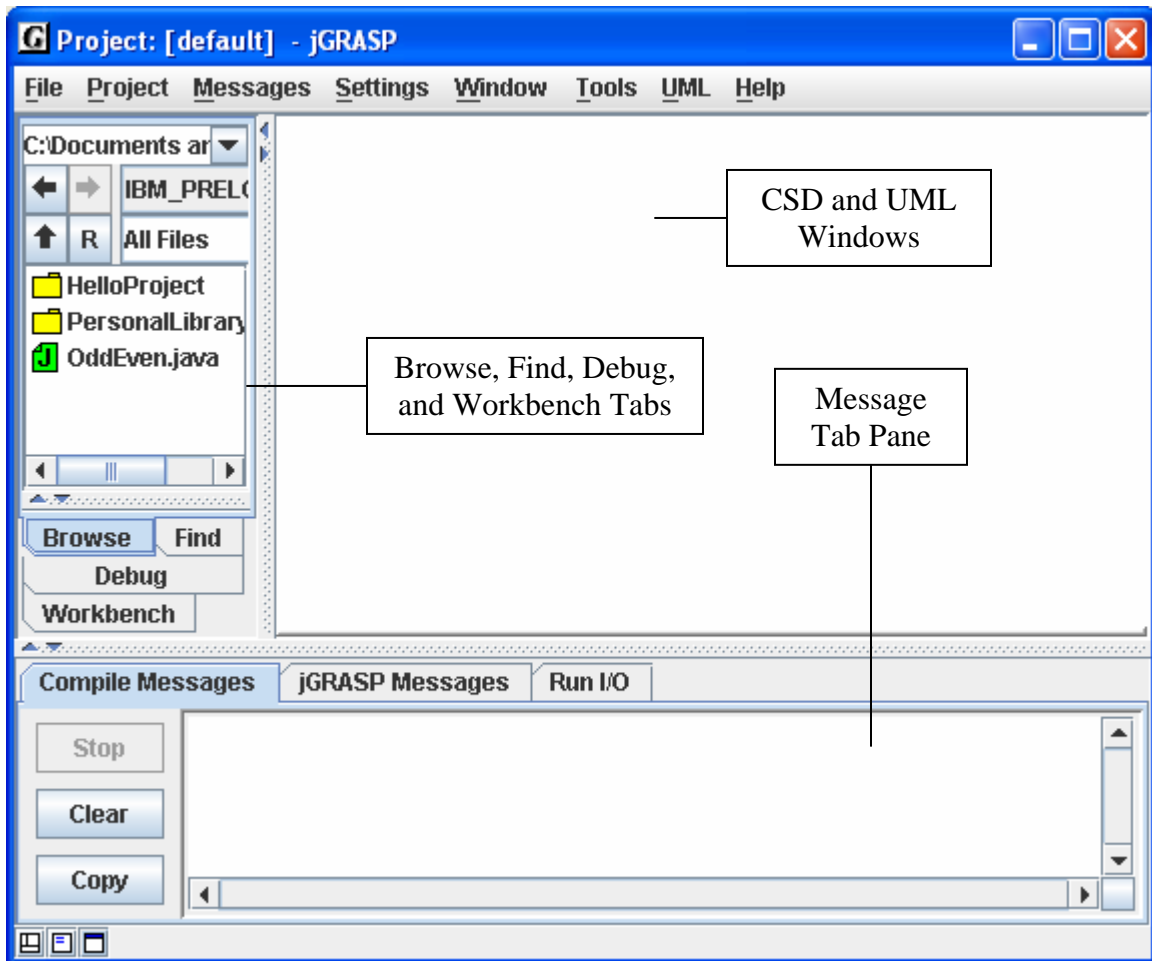 Project: [default] - jGRASP
File Project Messages Settings Window Tools UML Help
C:\Documents ar
IBM_PREL
R All Files
HelloProject
PersonalLibrary
OddEven.java
Browse Find
Debug
Workbench
CSD and UML
Windows
Browse, Find, Debug,
and Workbench Tabs
Message
Tab Pane
Compile Messages jGRASP Messages Run I/O
Stop
Clear
Copy